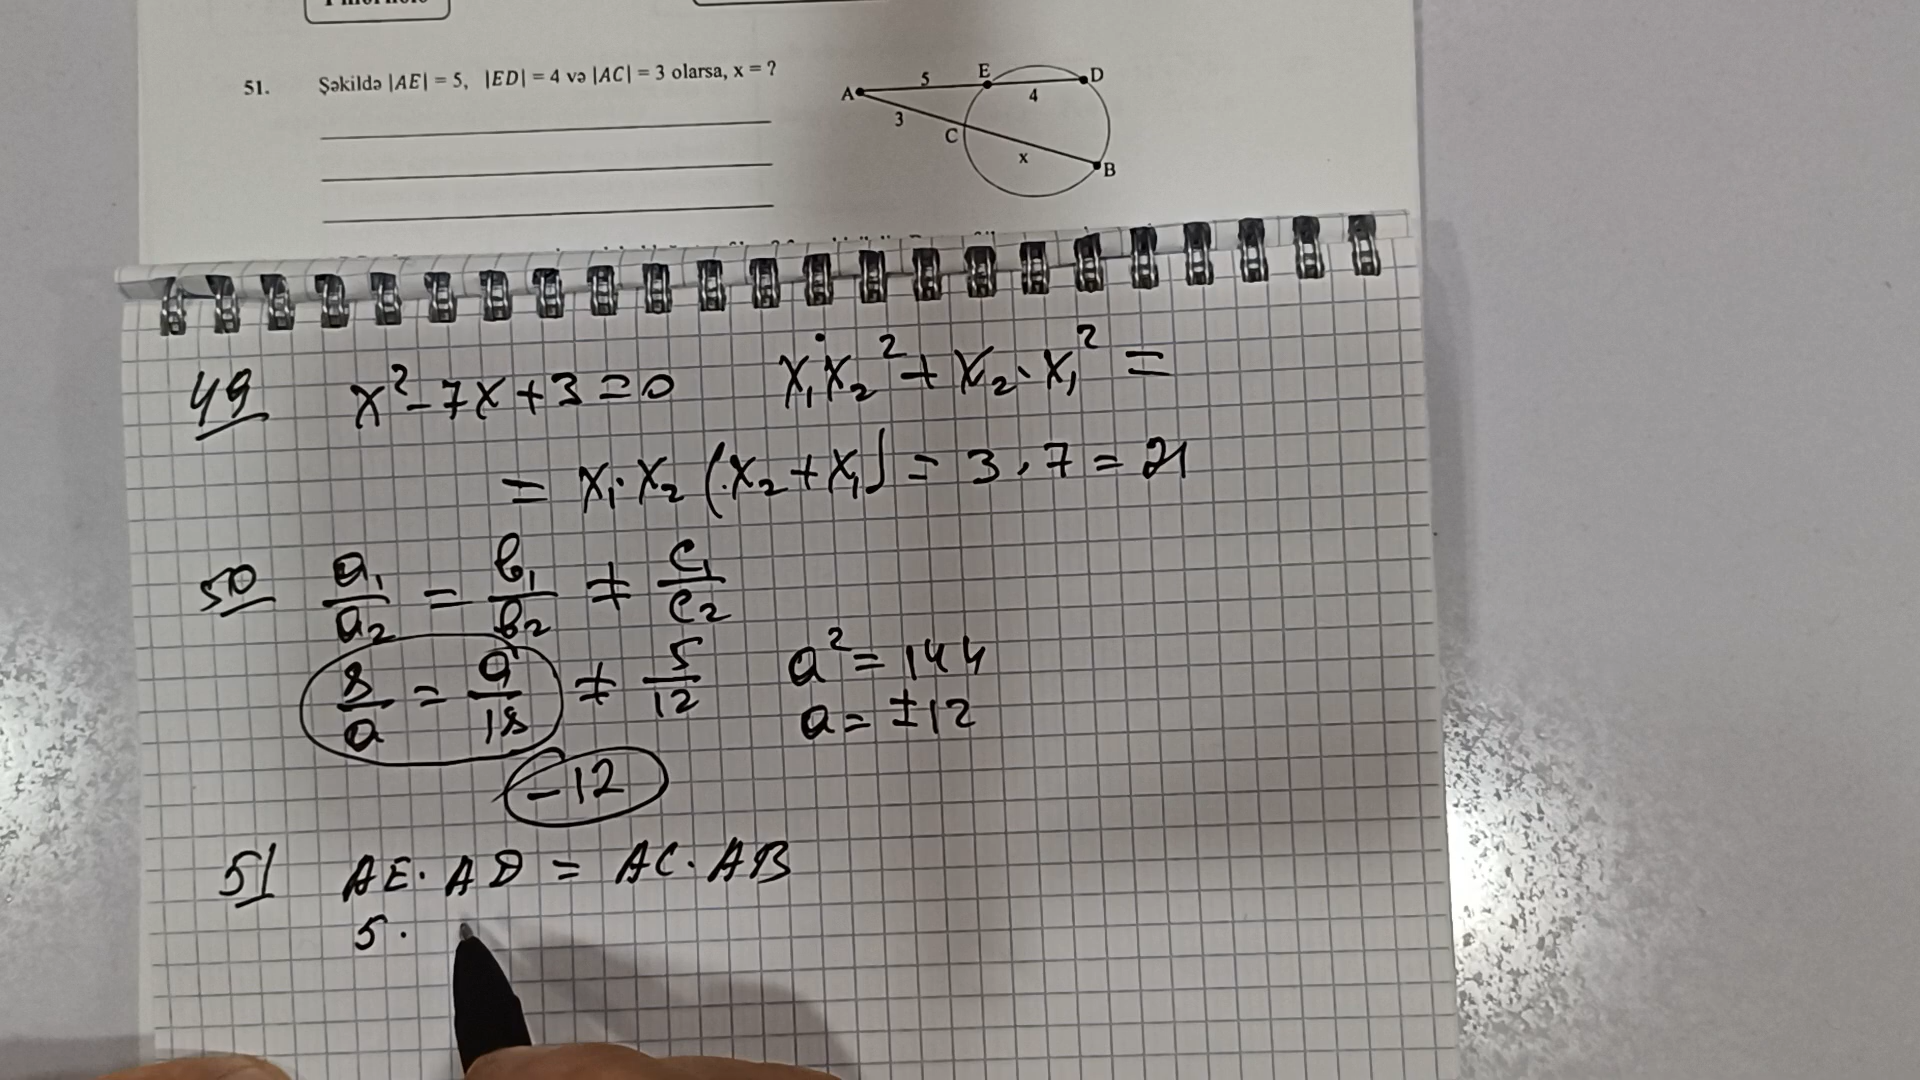 51. Şəkildə |AE| = 5, |ED| = 4 və |AC| = 3 olarsa, x = ?
A 5 E 4 D
3 C x B
49 x² - 7x + 3 = 0 x₁x₂² + x₂·x₁² =
= x₁·x₂ (x₂ + x₁) = 3·7 = 21
50 a₁/a₂ = b₁/b₂ ≠ c₁/c₂
8/a = a/18 ≠ 5/12 a² = 144
a = ±12
-12
51 AE·AD = AC·AB
5·